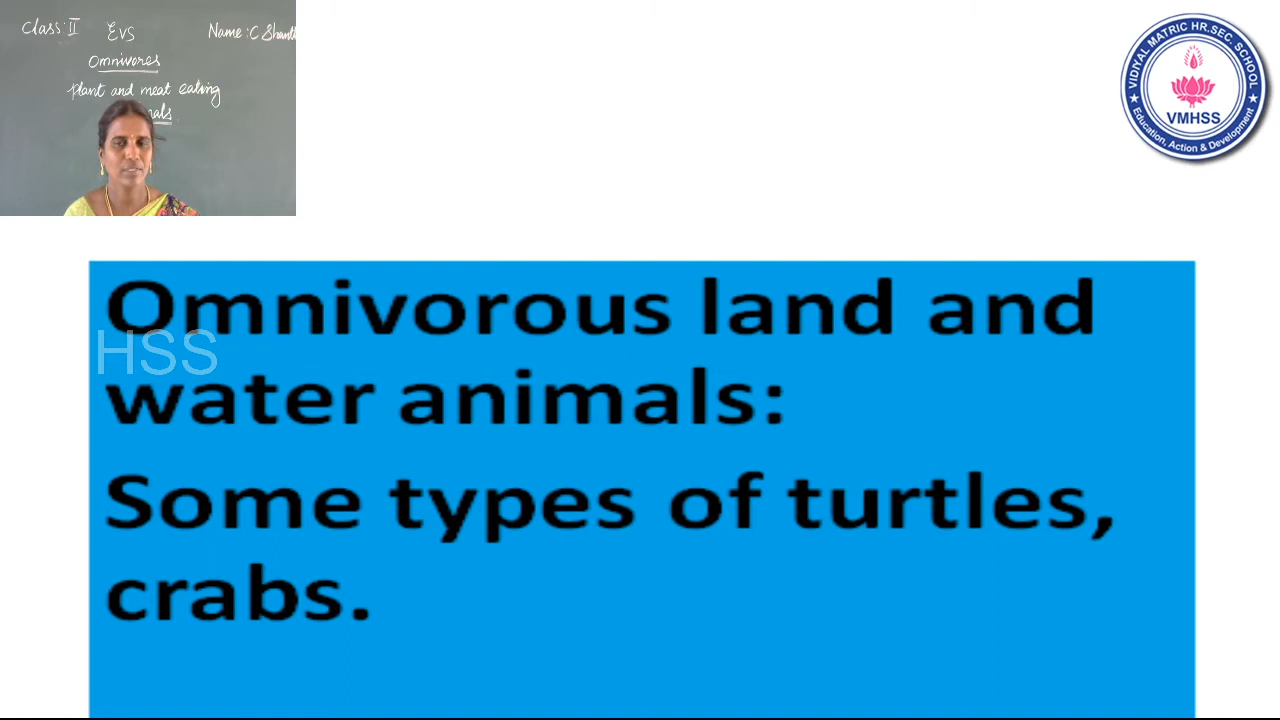 Class: II
EVS
Name : C
Omnivores
Plant and meat eating
VIDIYAL MATRIC HR.SEC. SCHOOL
VMHSS
Education, Action & Development
Omnivorous land and
water animals:
HSS
Some types of turtles,
crabs.